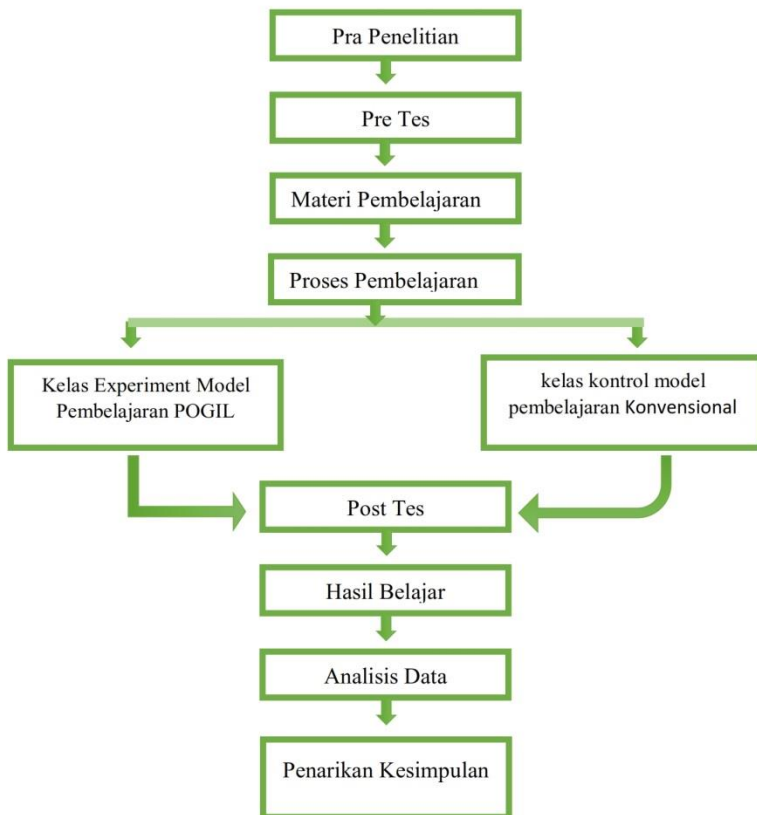 Pra Penelitian
Pre Tes
Materi Pembelajaran
Proses Pembelajaran
Kelas Experiment Model
Pembelajaran POGIL
kelas kontrol model
pembelajaran Konvensional
Post Tes
Hasil Belajar
Analisis Data
Penarikan Kesimpulan